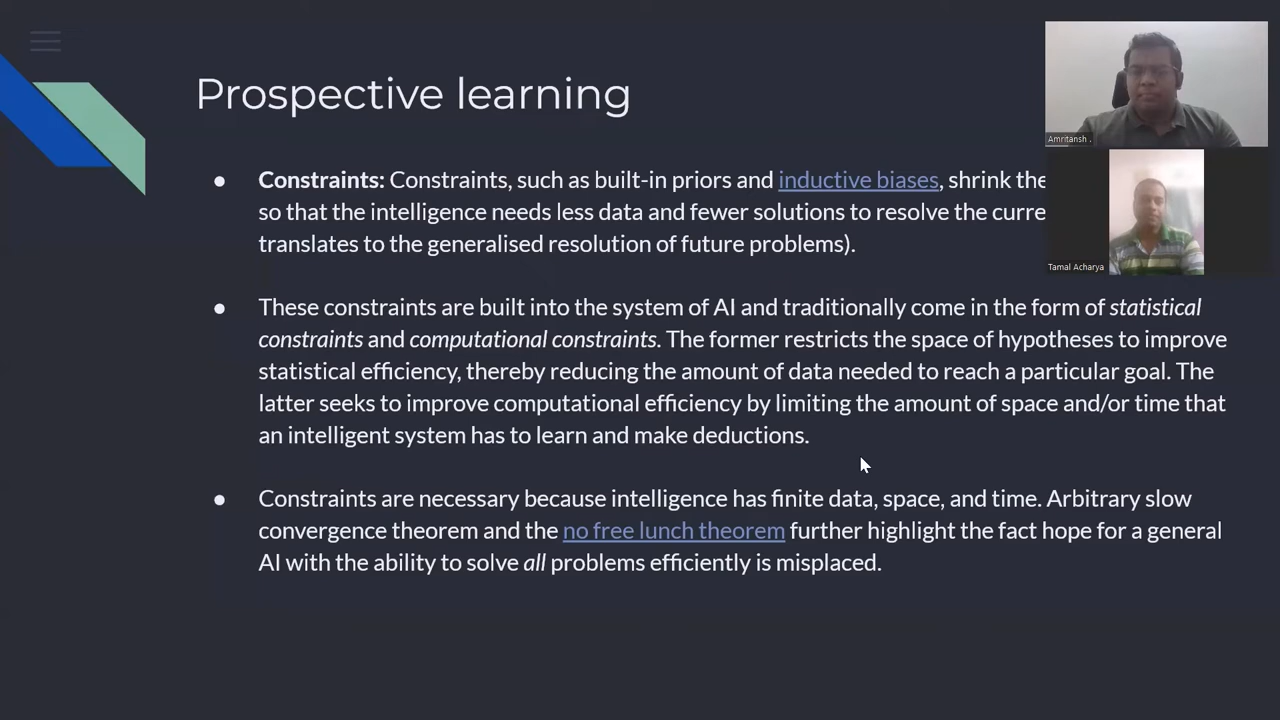 Prospective learning
● Constraints: Constraints, such as built-in priors and inductive biases, shrink the
so that the intelligence needs less data and fewer solutions to resolve the curre
translates to the generalised resolution of future problems).
● These constraints are built into the system of AI and traditionally come in the form of statistical
constraints and computational constraints. The former restricts the space of hypotheses to improve
statistical efficiency, thereby reducing the amount of data needed to reach a particular goal. The
latter seeks to improve computational efficiency by limiting the amount of space and/or time that
an intelligent system has to learn and make deductions.
● Constraints are necessary because intelligence has finite data, space, and time. Arbitrary slow
convergence theorem and the no free lunch theorem further highlight the fact hope for a general
AI with the ability to solve all problems efficiently is misplaced.
Amritansh .
Tamal Acharya